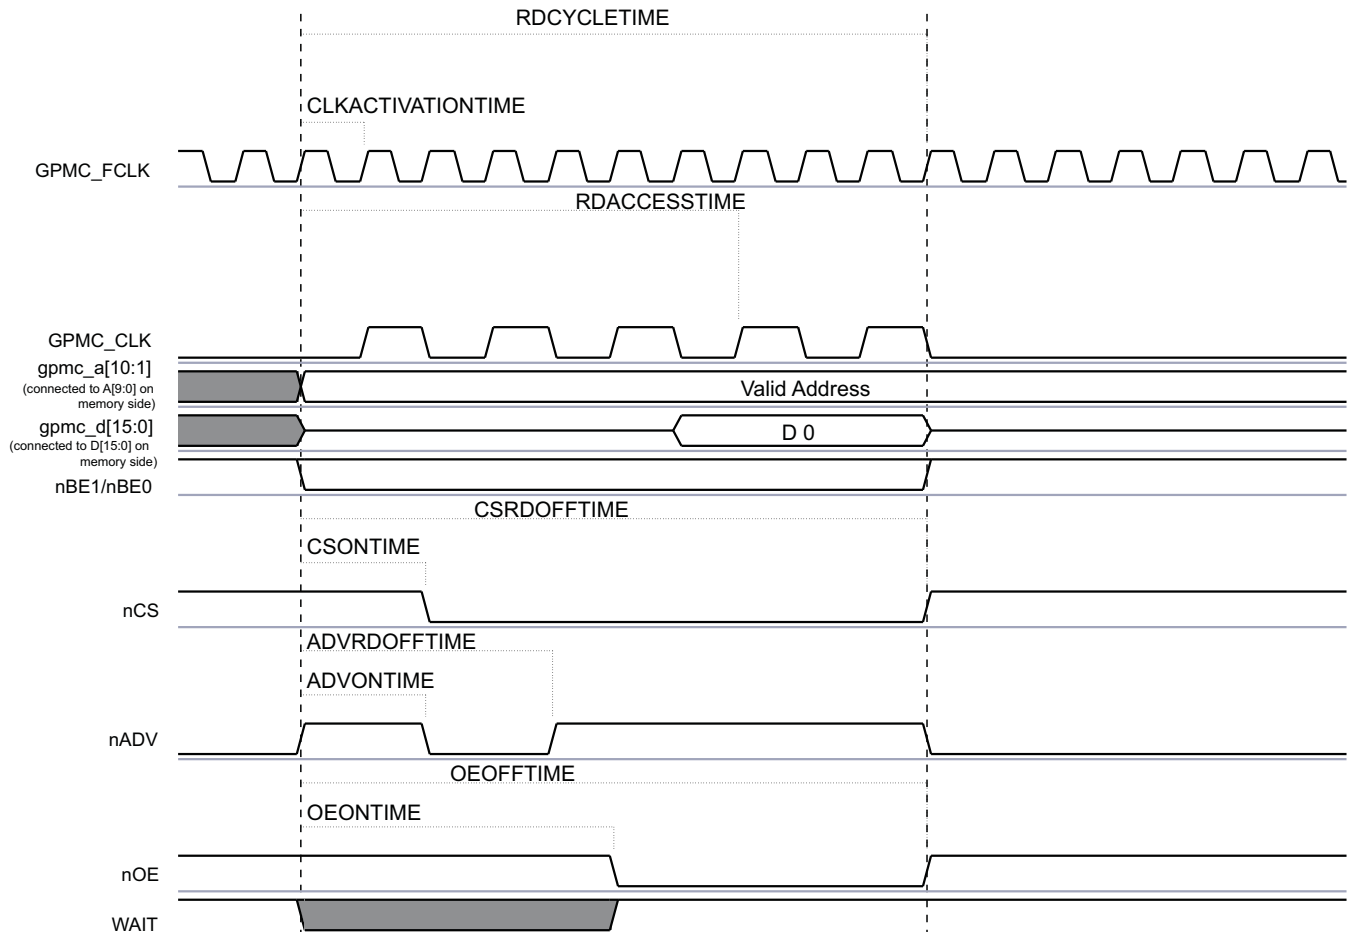 RDCYCLETIME
CLKACTIVATIONTIME
GPMC_FCLK
RDACCESSTIME
GPMC_CLK
gpmc_a[10:1]
(connected to A[9:0] on
memory side)
Valid Address
gpmc_d[15:0]
(connected to D[15:0] on
memory side)
D 0
nBE1/nBE0
CSRDOFFTIME
CSONTIME
nCS
ADVRDOFFTIME
ADVONTIME
nADV
OEOFFTIME
OEONTIME
nOE
WAIT